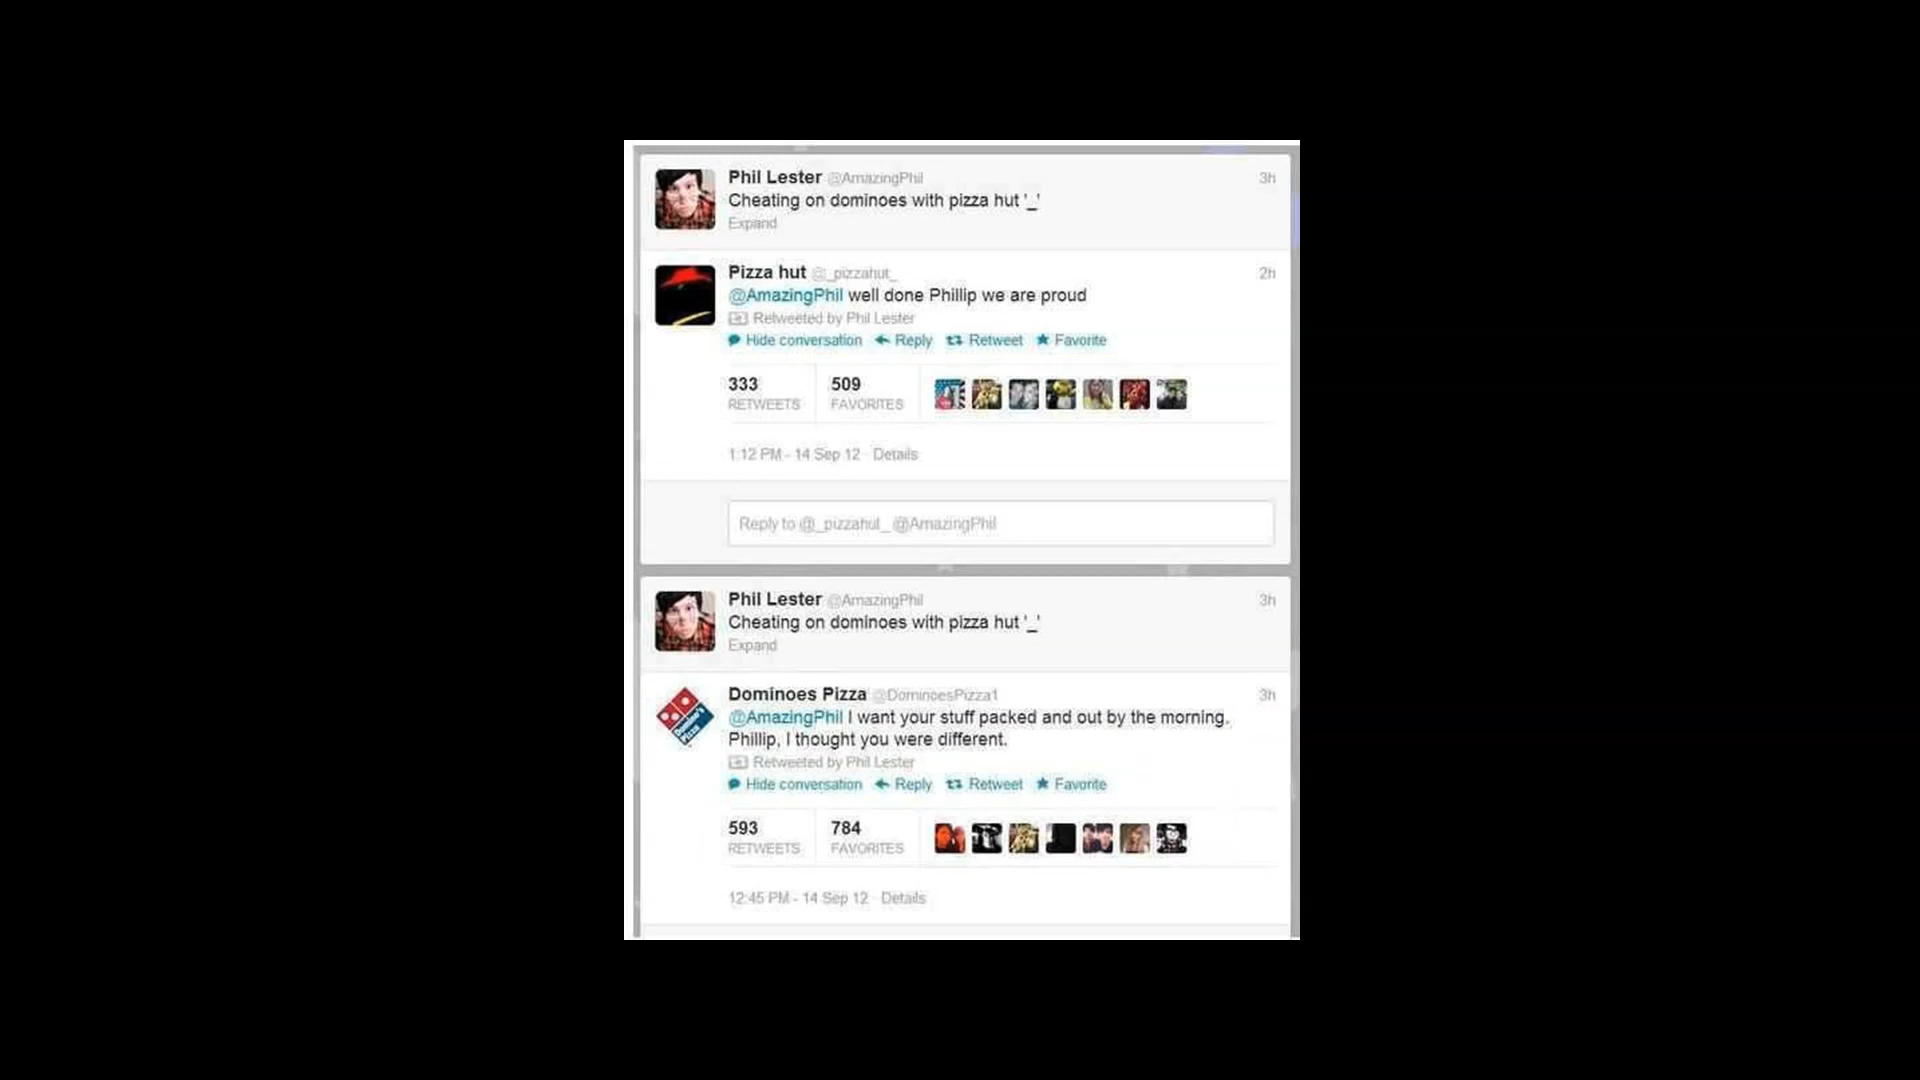 Phil Lester @AmazingPhil 3h
Cheating on dominoes with pizza hut '_'
Expand
Pizza hut @_pizzahut_ 2h
@AmazingPhil well done Phillip we are proud
Retweeted by Phil Lester
Hide conversation Reply Retweet Favorite
333 509
RETWEETS FAVORITES
1:12 PM - 14 Sep 12 · Details
Reply to @_pizzahut_ @AmazingPhil
Phil Lester @AmazingPhil 3h
Cheating on dominoes with pizza hut '_'
Expand
Dominoes Pizza @DominoesPizza1 3h
@AmazingPhil I want your stuff packed and out by the morning.
Phillip, I thought you were different.
Domino's
Pizza
Retweeted by Phil Lester
Hide conversation Reply Retweet Favorite
593 784
RETWEETS FAVORITES
12:45 PM - 14 Sep 12 · Details